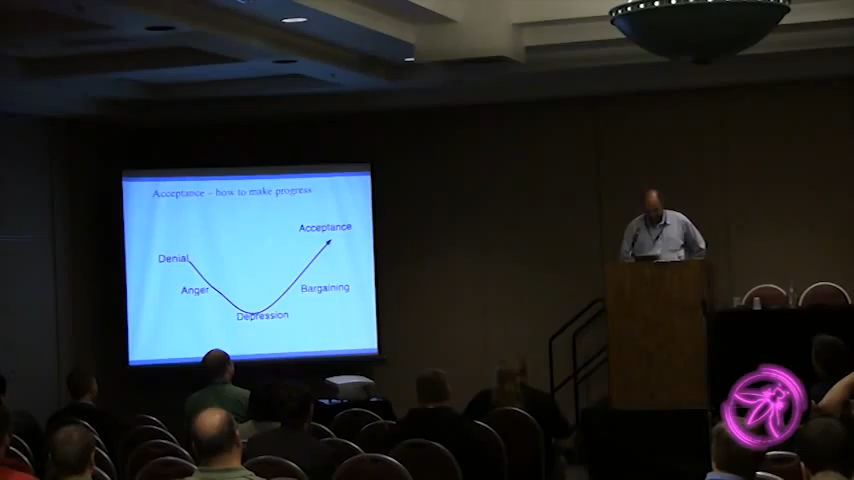 Acceptance – how to make progress
Acceptance
Denial
Anger
Bargaining
Depression